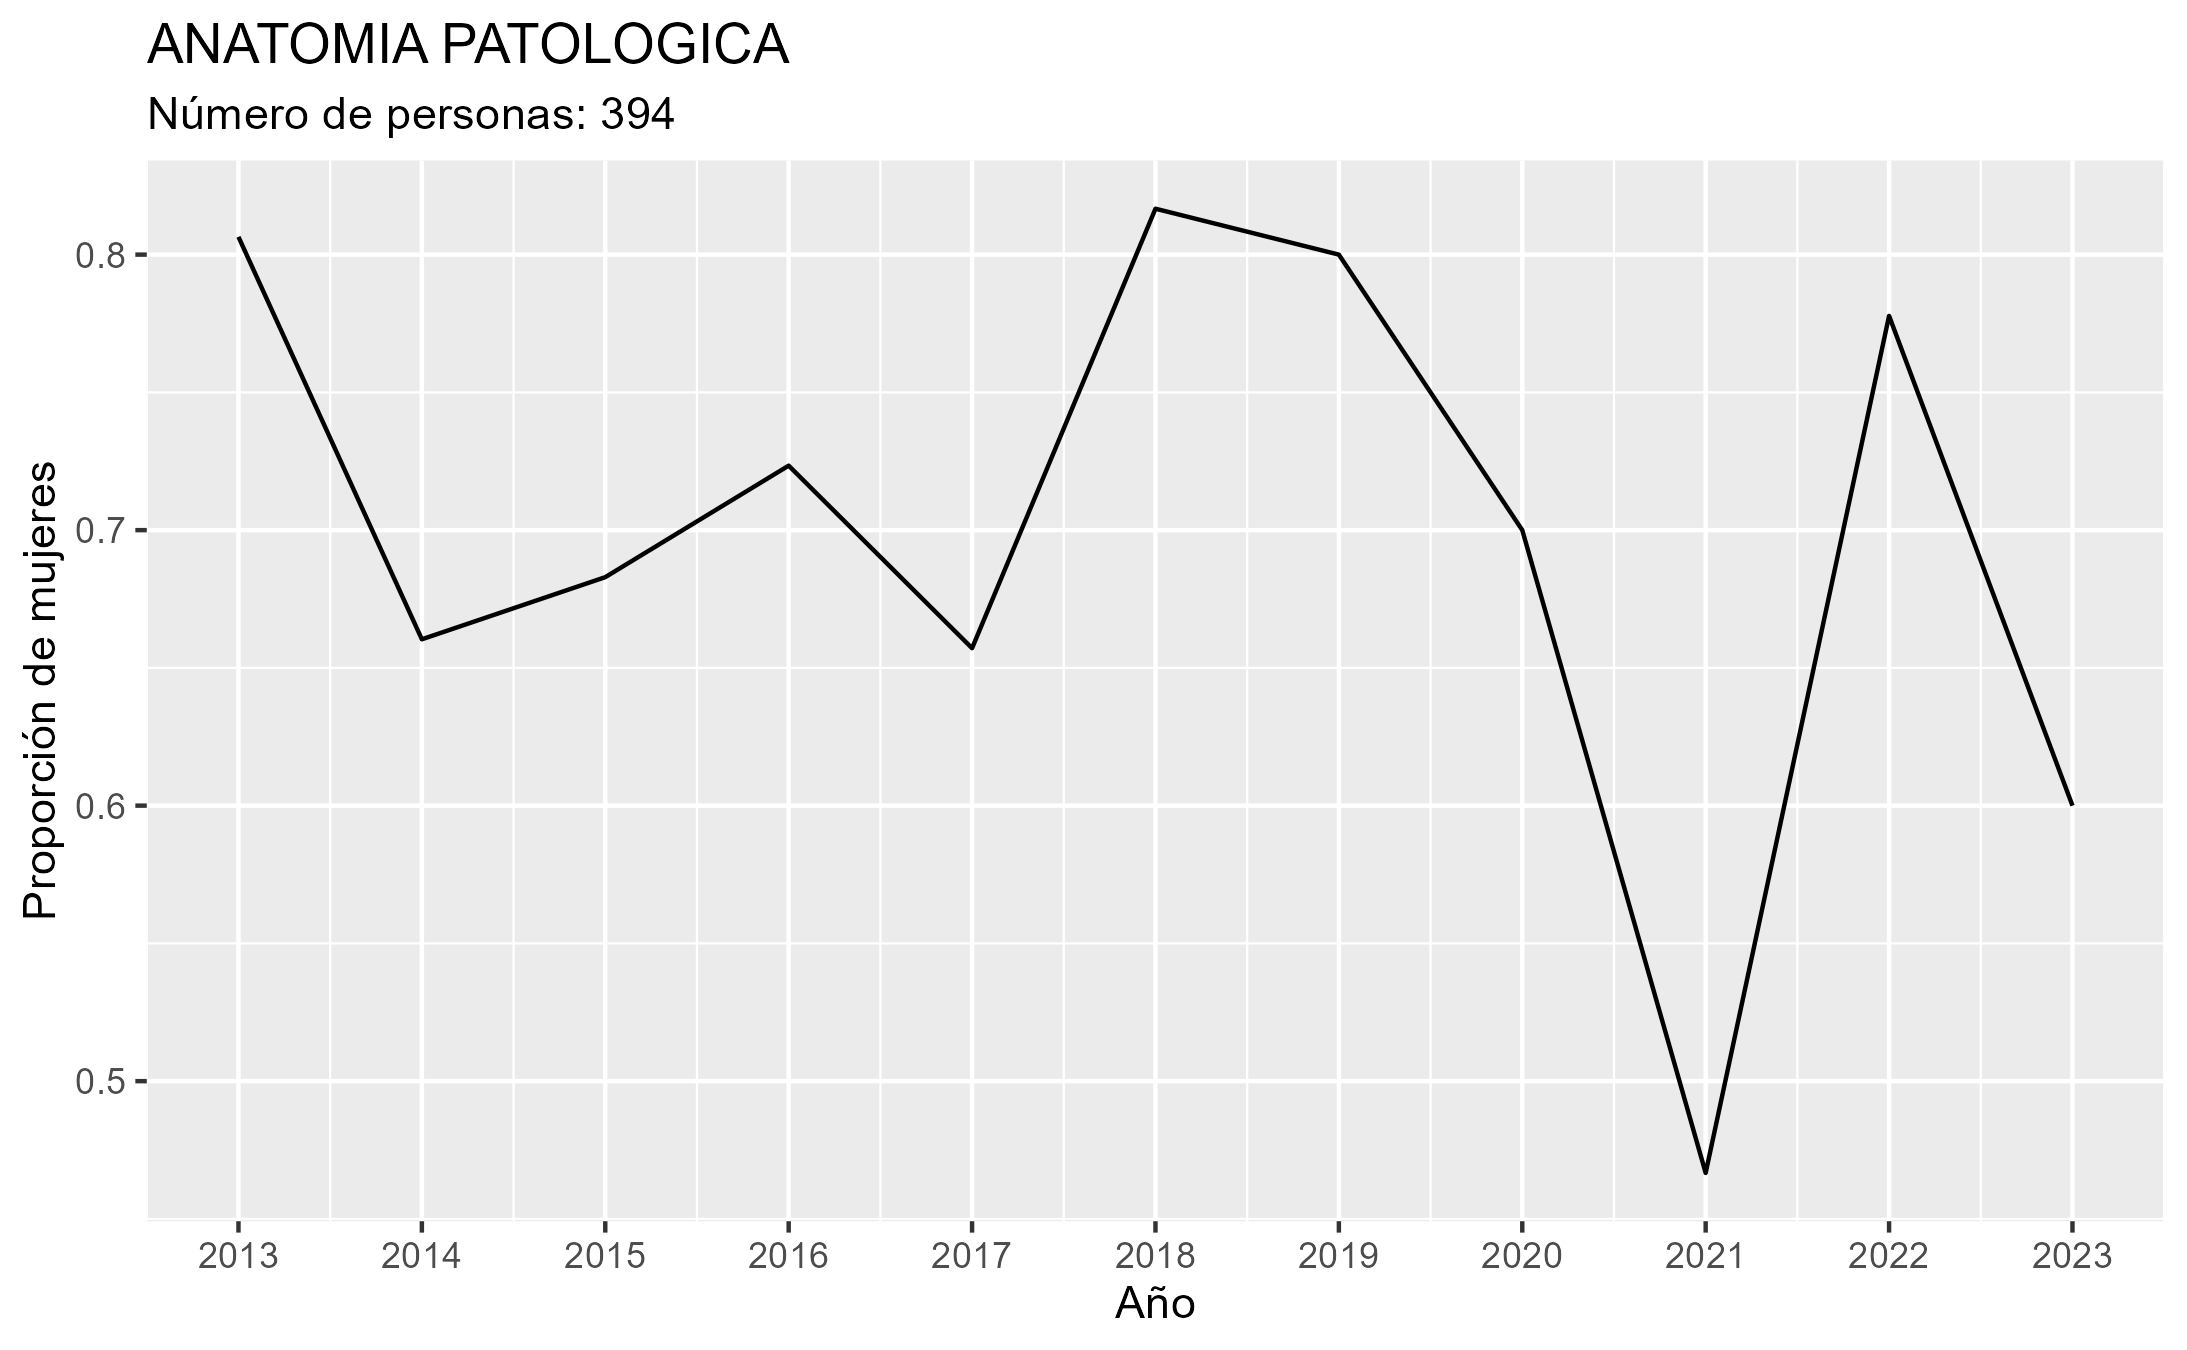 ANATOMIA PATOLOGICA
Número de personas: 394
Proporción de mujeres
0.8
0.7
0.6
0.5
2013 2014 2015 2016 2017 2018 2019 2020 2021 2022 2023
Año